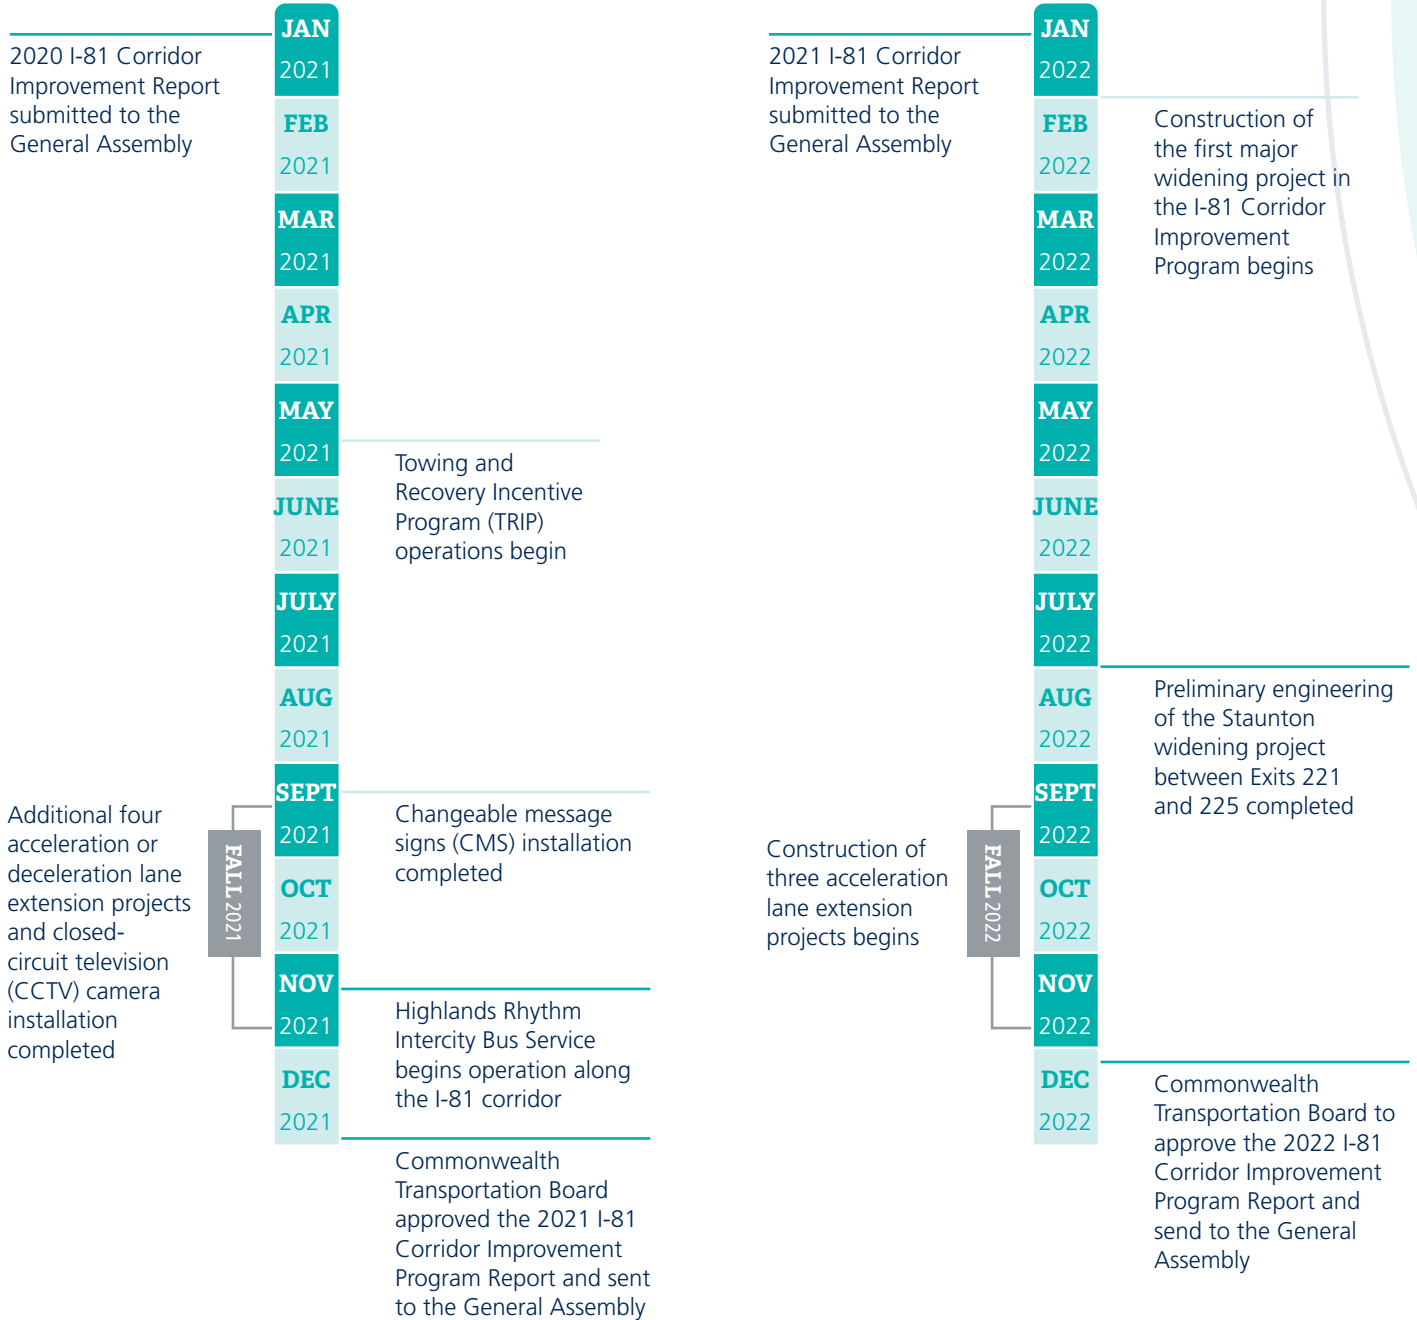 2020 I-81 Corridor
Improvement Report
submitted to the
General Assembly
JAN
2021
FEB
2021
MAR
2021
APR
2021
MAY
2021
Towing and
Recovery Incentive
Program (TRIP)
operations begin
JUNE
2021
JULY
2021
AUG
2021
SEPT
2021
Changeable message
signs (CMS) installation
completed
Additional four
acceleration or
deceleration lane
extension projects
and closed-
circuit television
(CCTV) camera
installation
completed
FALL 2021
OCT
2021
NOV
2021
Highlands Rhythm
Intercity Bus Service
begins operation along
the I-81 corridor
DEC
2021
Commonwealth
Transportation Board
approved the 2021 I-81
Corridor Improvement
Program Report and sent
to the General Assembly
2021 I-81 Corridor
Improvement Report
submitted to the
General Assembly
JAN
2022
FEB
2022
Construction of
the first major
widening project in
the I-81 Corridor
Improvement
Program begins
MAR
2022
APR
2022
MAY
2022
JUNE
2022
JULY
2022
AUG
2022
Preliminary engineering
of the Staunton
widening project
between Exits 221
and 225 completed
SEPT
2022
Construction of
three acceleration
lane extension
projects begins
FALL 2022
OCT
2022
NOV
2022
DEC
2022
Commonwealth
Transportation Board to
approve the 2022 I-81
Corridor Improvement
Program Report and
send to the General
Assembly